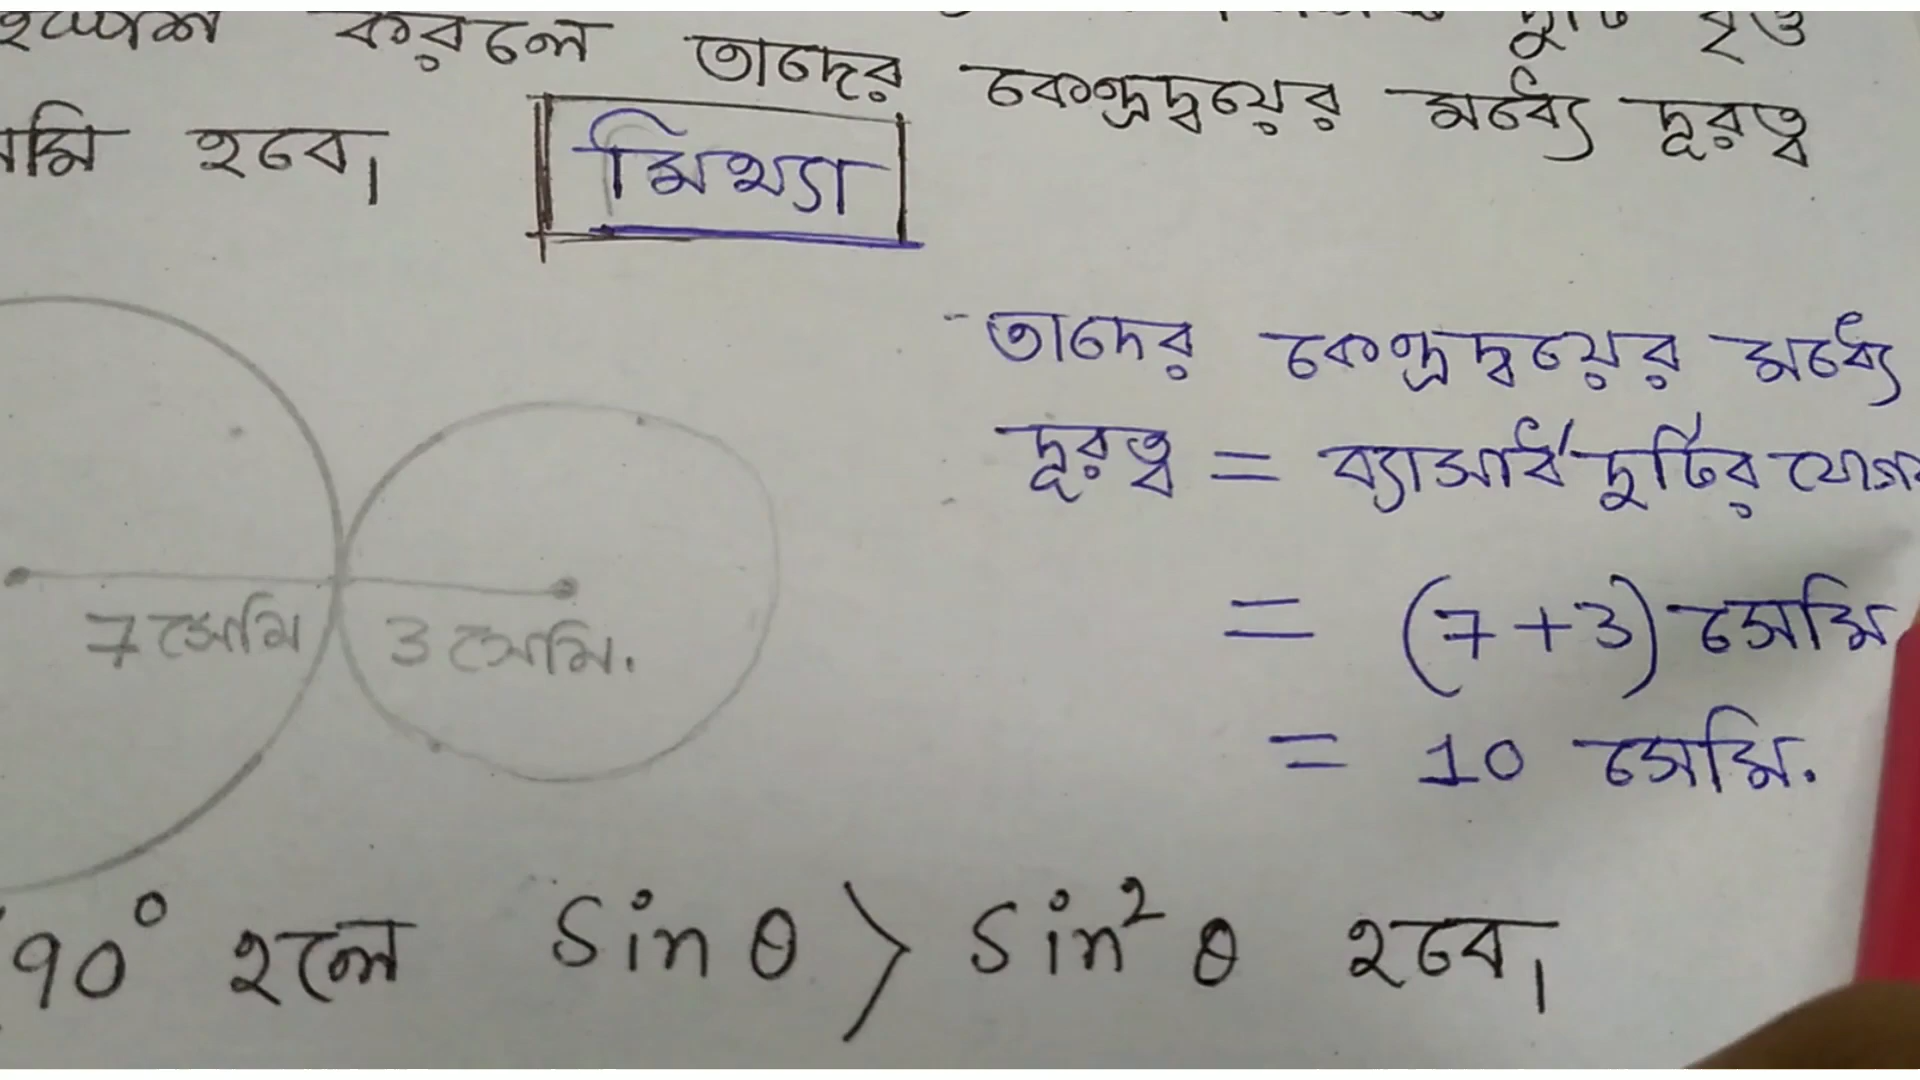 দুটি বৃত্ত
করলে তাদের কেন্দ্রদ্বয়ের মধ্যে দূরত্ব
হবে। মিথ্যা
তাদের কেন্দ্রদ্বয়ের মধ্যে
দূরত্ব = ব্যাসার্ধ দুটির
7 সেমি 3 সেমি.
= (7+3) সেমি
= 10 সেমি.
90° হলে Sin θ > Sin² θ হবে।